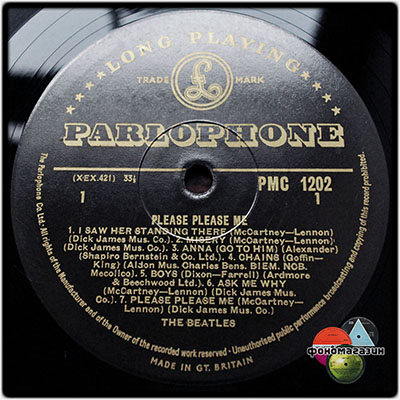 ★★★★★ LONG PLAYING ★★★★★
TRADE £ MARK
PARLOPHONE
(X·EX.421) 33⅓
PMC 1202
1
1
PLEASE PLEASE ME
1. I SAW HER STANDING THERE (McCartney—Lennon)
(Dick James Mus. Co.) 2. MISERY (McCartney—Lennon)
(Dick James Mus. Co.) 3. ANNA (GO TO HIM) (Alexander)
(Shapiro Bernstein & Co. Ltd.) 4. CHAINS (Goffin-
King) (Aldon Mus. Charles Bens. BIEM. NCB.
Mecolico). 5. BOYS (Dixon—Farrell) (Ardmore
& Beechwood Ltd.) 6. ASK ME WHY
(McCartney—Lennon) (Dick James Mus.
Co.) 7. PLEASE PLEASE ME (McCartney—
Lennon) (Dick James Mus. Co.)
THE BEATLES
The Parlophone Co. Ltd. All rights of the Manufacturer and of the Owner of the recorded work reserved - Unauthorised public performance broadcasting and copying of this record prohibited.
MADE IN GT. BRITAIN
фономагазин